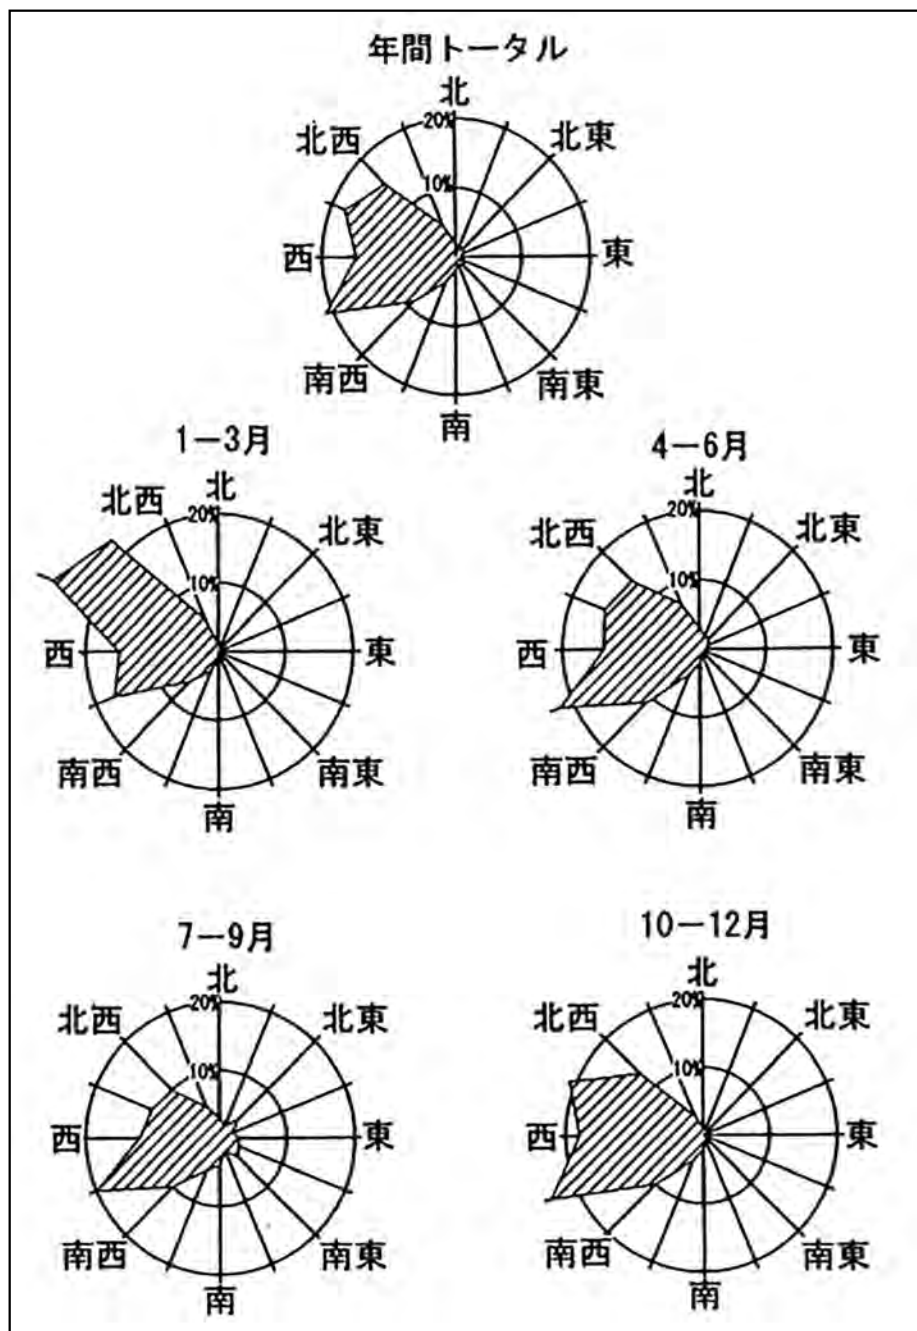 年間トータル
北
20%
北西
北東
10%
西
東
南西
南東
南
1－3月
北
北西
20%
北東
10%
西
東
南西
南東
南
4－6月
北
20%
北西
北東
10%
西
東
南西
南東
南
7－9月
北
20%
北西
北東
10%
西
東
南西
南東
南
10－12月
北
20%
北西
北東
10%
西
東
南西
南東
南